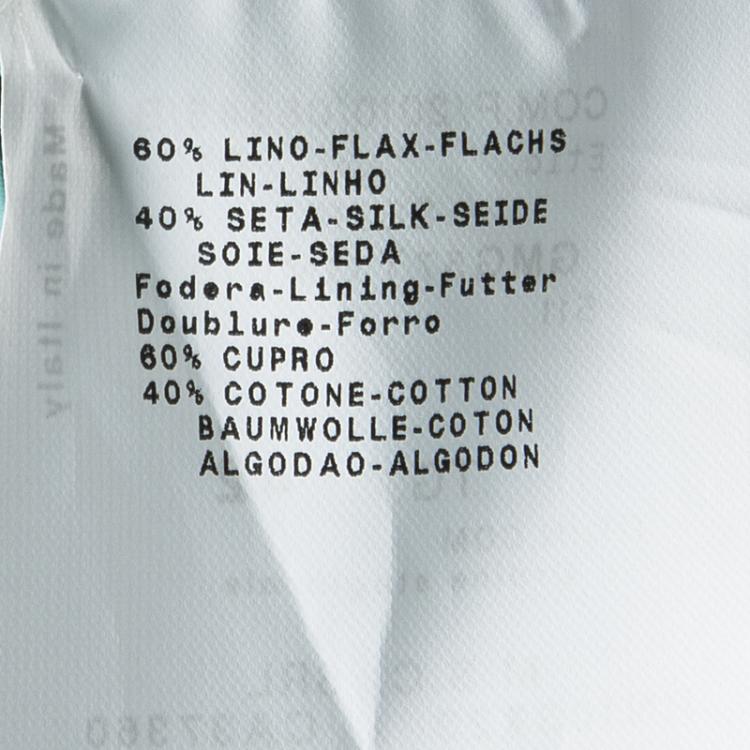 60% LINO-FLAX-FLACHS
LIN-LINHO
40% SETA-SILK-SEIDE
SOIE-SEDA
Fodera-Lining-Futter
Doublure-Forro
60% CUPRO
40% COTONE-COTTON
BAUMWOLLE-COTON
ALGODAO-ALGODON
Made in Italy
CA37360